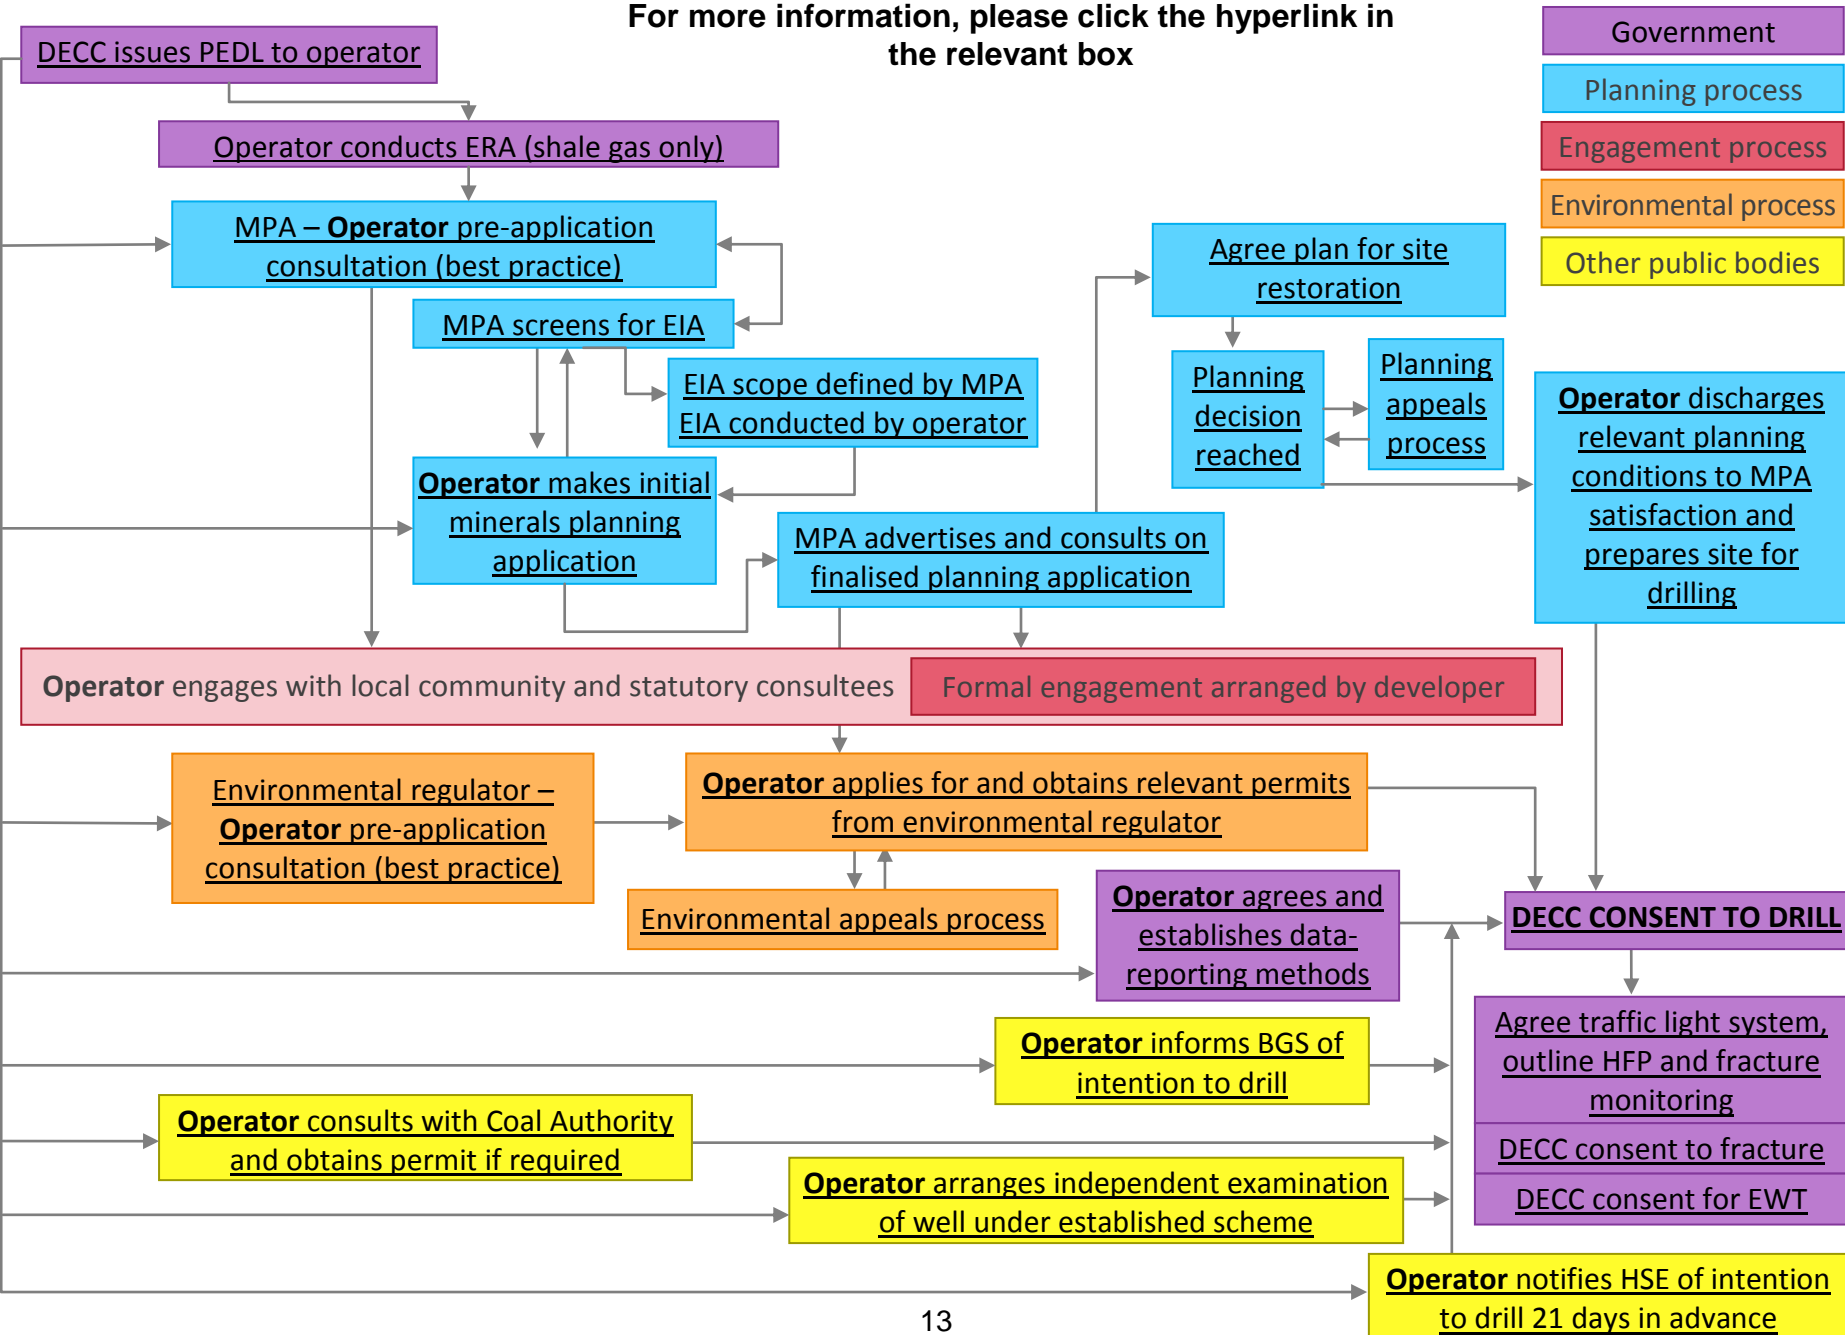 For more information, please click the hyperlink in
the relevant box
Government
Planning process
Engagement process
Environmental process
Other public bodies
DECC issues PEDL to operator
Operator conducts ERA (shale gas only)
MPA – Operator pre-application
consultation (best practice)
MPA screens for EIA
EIA scope defined by MPA
EIA conducted by operator
Operator makes initial
minerals planning
application
MPA advertises and consults on
finalised planning application
Agree plan for site
restoration
Planning
decision
reached
Planning
appeals
process
Operator discharges
relevant planning
conditions to MPA
satisfaction and
prepares site for
drilling
Operator engages with local community and statutory consultees
Formal engagement arranged by developer
Environmental regulator –
Operator pre-application
consultation (best practice)
Operator applies for and obtains relevant permits
from environmental regulator
Environmental appeals process
Operator agrees and
establishes data-
reporting methods
DECC CONSENT TO DRILL
Operator informs BGS of
intention to drill
Agree traffic light system,
outline HFP and fracture
monitoring
DECC consent to fracture
DECC consent for EWT
Operator consults with Coal Authority
and obtains permit if required
Operator arranges independent examination
of well under established scheme
Operator notifies HSE of intention
to drill 21 days in advance
13